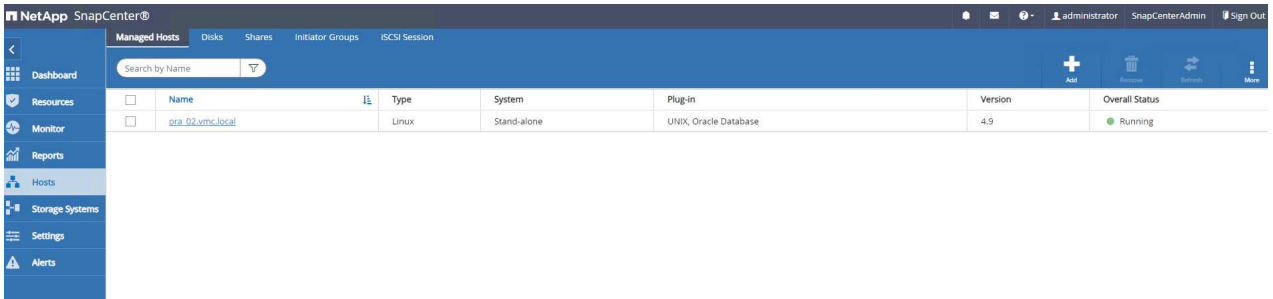 NetApp SnapCenter® administrator SnapCenterAdmin Sign Out
Managed Hosts Disks Shares Initiator Groups iSCSI Session
Search by Name
Add Remove Refresh More
Dashboard
Resources
Monitor
Reports
Hosts
Storage Systems
Settings
Alerts
Name Type System Plug-in Version Overall Status
ora_02.vmc.local Linux Stand-alone UNIX, Oracle Database 4.9 Running